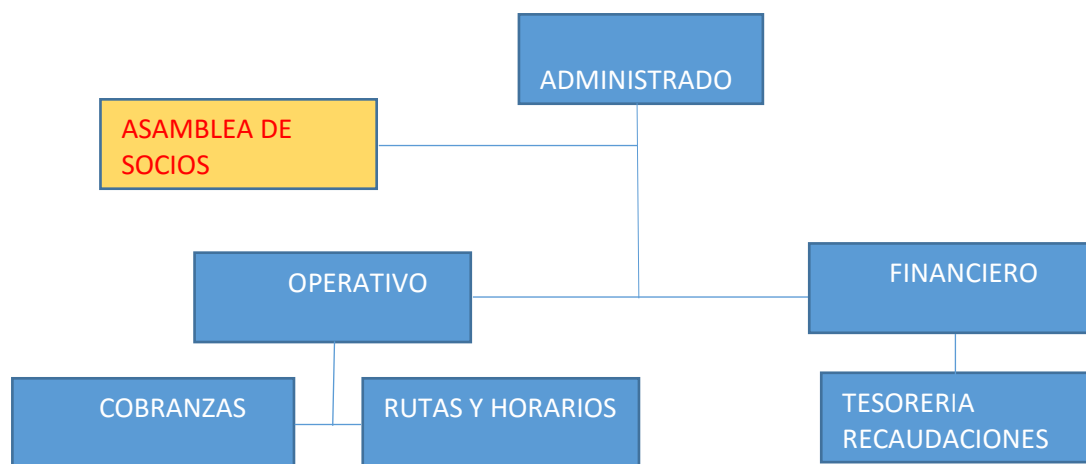 ADMINISTRADO
ASAMBLEA DE
SOCIOS
OPERATIVO
FINANCIERO
COBRANZAS
RUTAS Y HORARIOS
TESORERIA
RECAUDACIONES